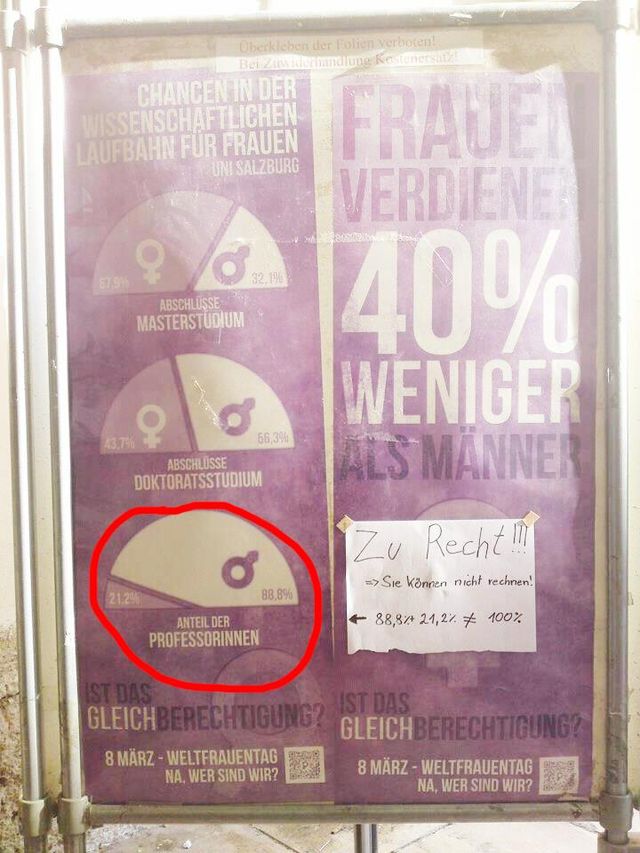 Überkleben der Folien verboten!
Bei Zuwiderhandlung Kostenersatz!
CHANCEN IN DER
WISSENSCHAFTLICHEN
LAUFBAHN FÜR FRAUEN
UNI SALZBURG
67,9% 32,1%
ABSCHLÜSSE
MASTERSTUDIUM
43,7% 56,3%
ABSCHLÜSSE
DOKTORATSSTUDIUM
21,2% 88,8%
ANTEIL DER
PROFESSORINNEN
IST DAS
GLEICHBERECHTIGUNG?
8 MÄRZ - WELTFRAUENTAG
NA, WER SIND WIR?
FRAUEN
VERDIENEN
40%
WENIGER
ALS MÄNNER
Zu Recht!!!
=> Sie können nicht rechnen!
← 88,8%+ 21,2% ≠ 100%
IST DAS
GLEICHBERECHTIGUNG?
8 MÄRZ - WELTFRAUENTAG
NA, WER SIND WIR?